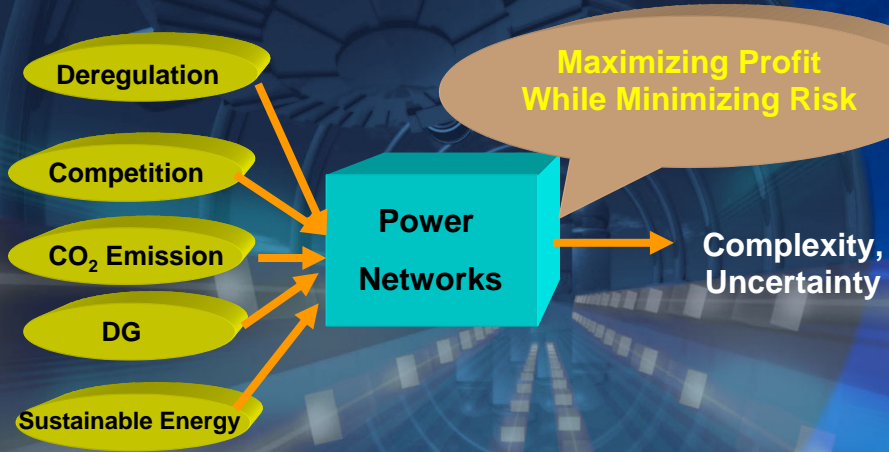 Deregulation
Maximizing Profit
While Minimizing Risk
Competition
CO₂ Emission
DG
Sustainable Energy
Power
Networks
Complexity,
Uncertainty